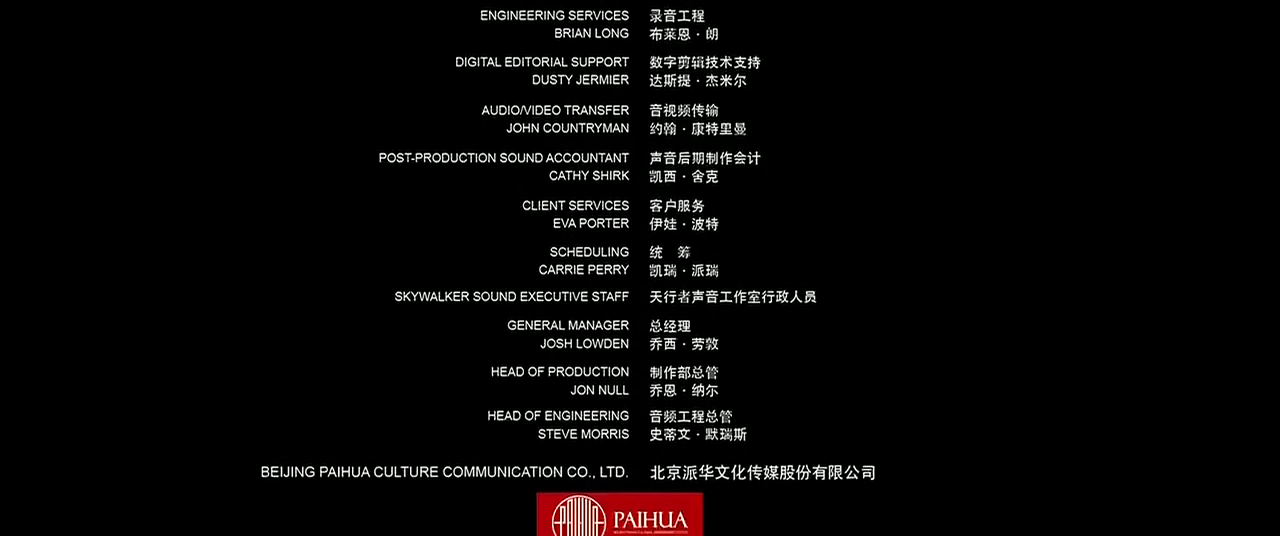 ENGINEERING SERVICES 录音工程
BRIAN LONG 布莱恩·朗
DIGITAL EDITORIAL SUPPORT 数字剪辑技术支持
DUSTY JERMIER 达斯提·杰米尔
AUDIO/VIDEO TRANSFER 音视频传输
JOHN COUNTRYMAN 约翰·康特里曼
POST-PRODUCTION SOUND ACCOUNTANT 声音后期制作会计
CATHY SHIRK 凯西·舍克
CLIENT SERVICES 客户服务
EVA PORTER 伊娃·波特
SCHEDULING 统 筹
CARRIE PERRY 凯瑞·派瑞
SKYWALKER SOUND EXECUTIVE STAFF 天行者声音工作室行政人员
GENERAL MANAGER 总经理
JOSH LOWDEN 乔西·劳敦
HEAD OF PRODUCTION 制作部总管
JON NULL 乔恩·纳尔
HEAD OF ENGINEERING 音频工程总管
STEVE MORRIS 史蒂文·默瑞斯
BEIJING PAIHUA CULTURE COMMUNICATION CO., LTD. 北京派华文化传媒股份有限公司
PAIHUA PAIHUA